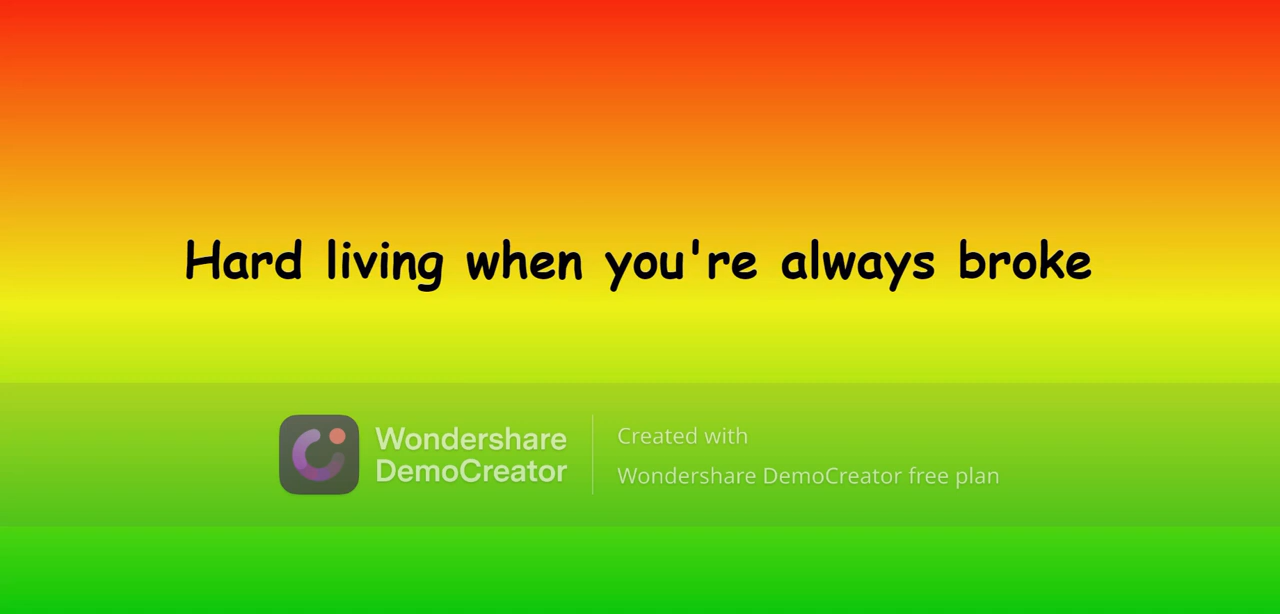 Hard living when you're always broke
Wondershare
DemoCreator
Created with
Wondershare DemoCreator free plan